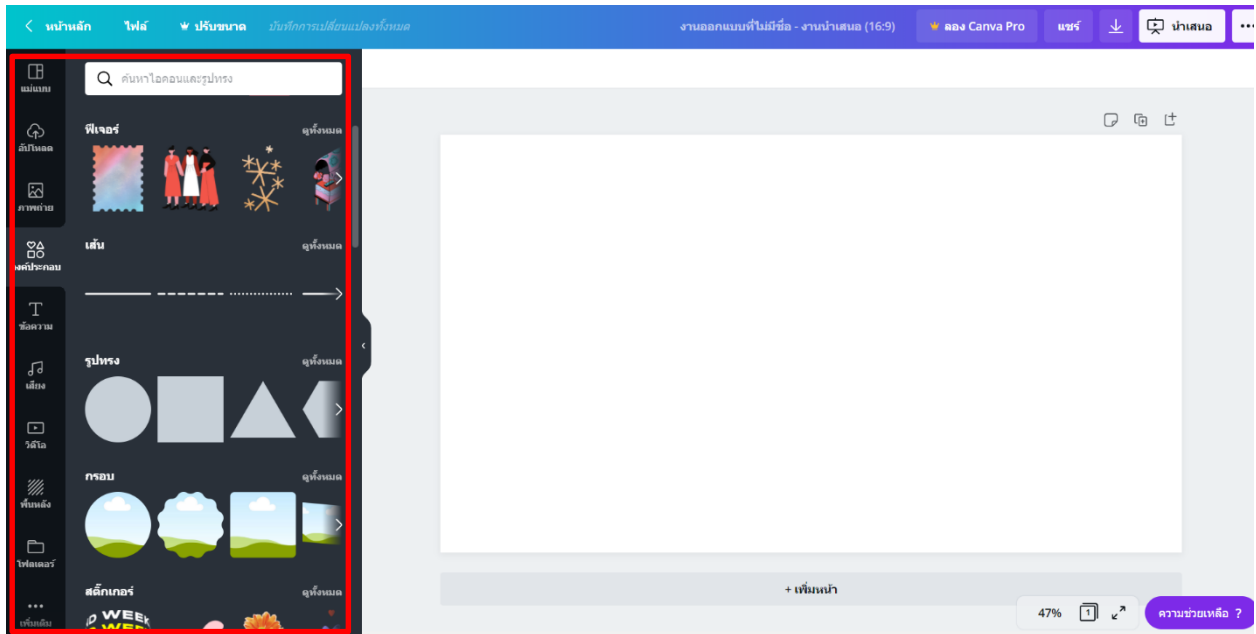 หน้าหลัก ไฟล์ ปรับขนาด บันทึกการเปลี่ยนแปลงทั้งหมด งานออกแบบที่ไม่มีชื่อ - งานนำเสนอ (16:9) ลอง Canva Pro แชร์ นำเสนอ
แม่แบบ
อัปโหลด
ภาพถ่าย
องค์ประกอบ
ข้อความ
เสียง
วิดีโอ
พื้นหลัง
โฟลเดอร์
เพิ่มเติม
ค้นหาไอคอนและรูปทรง
ฟีเจอร์ ดูทั้งหมด
เส้น ดูทั้งหมด
รูปทรง ดูทั้งหมด
กรอบ ดูทั้งหมด
สติ๊กเกอร์ ดูทั้งหมด
WEEK
+ เพิ่มหน้า
47% 1 ความช่วยเหลือ ?